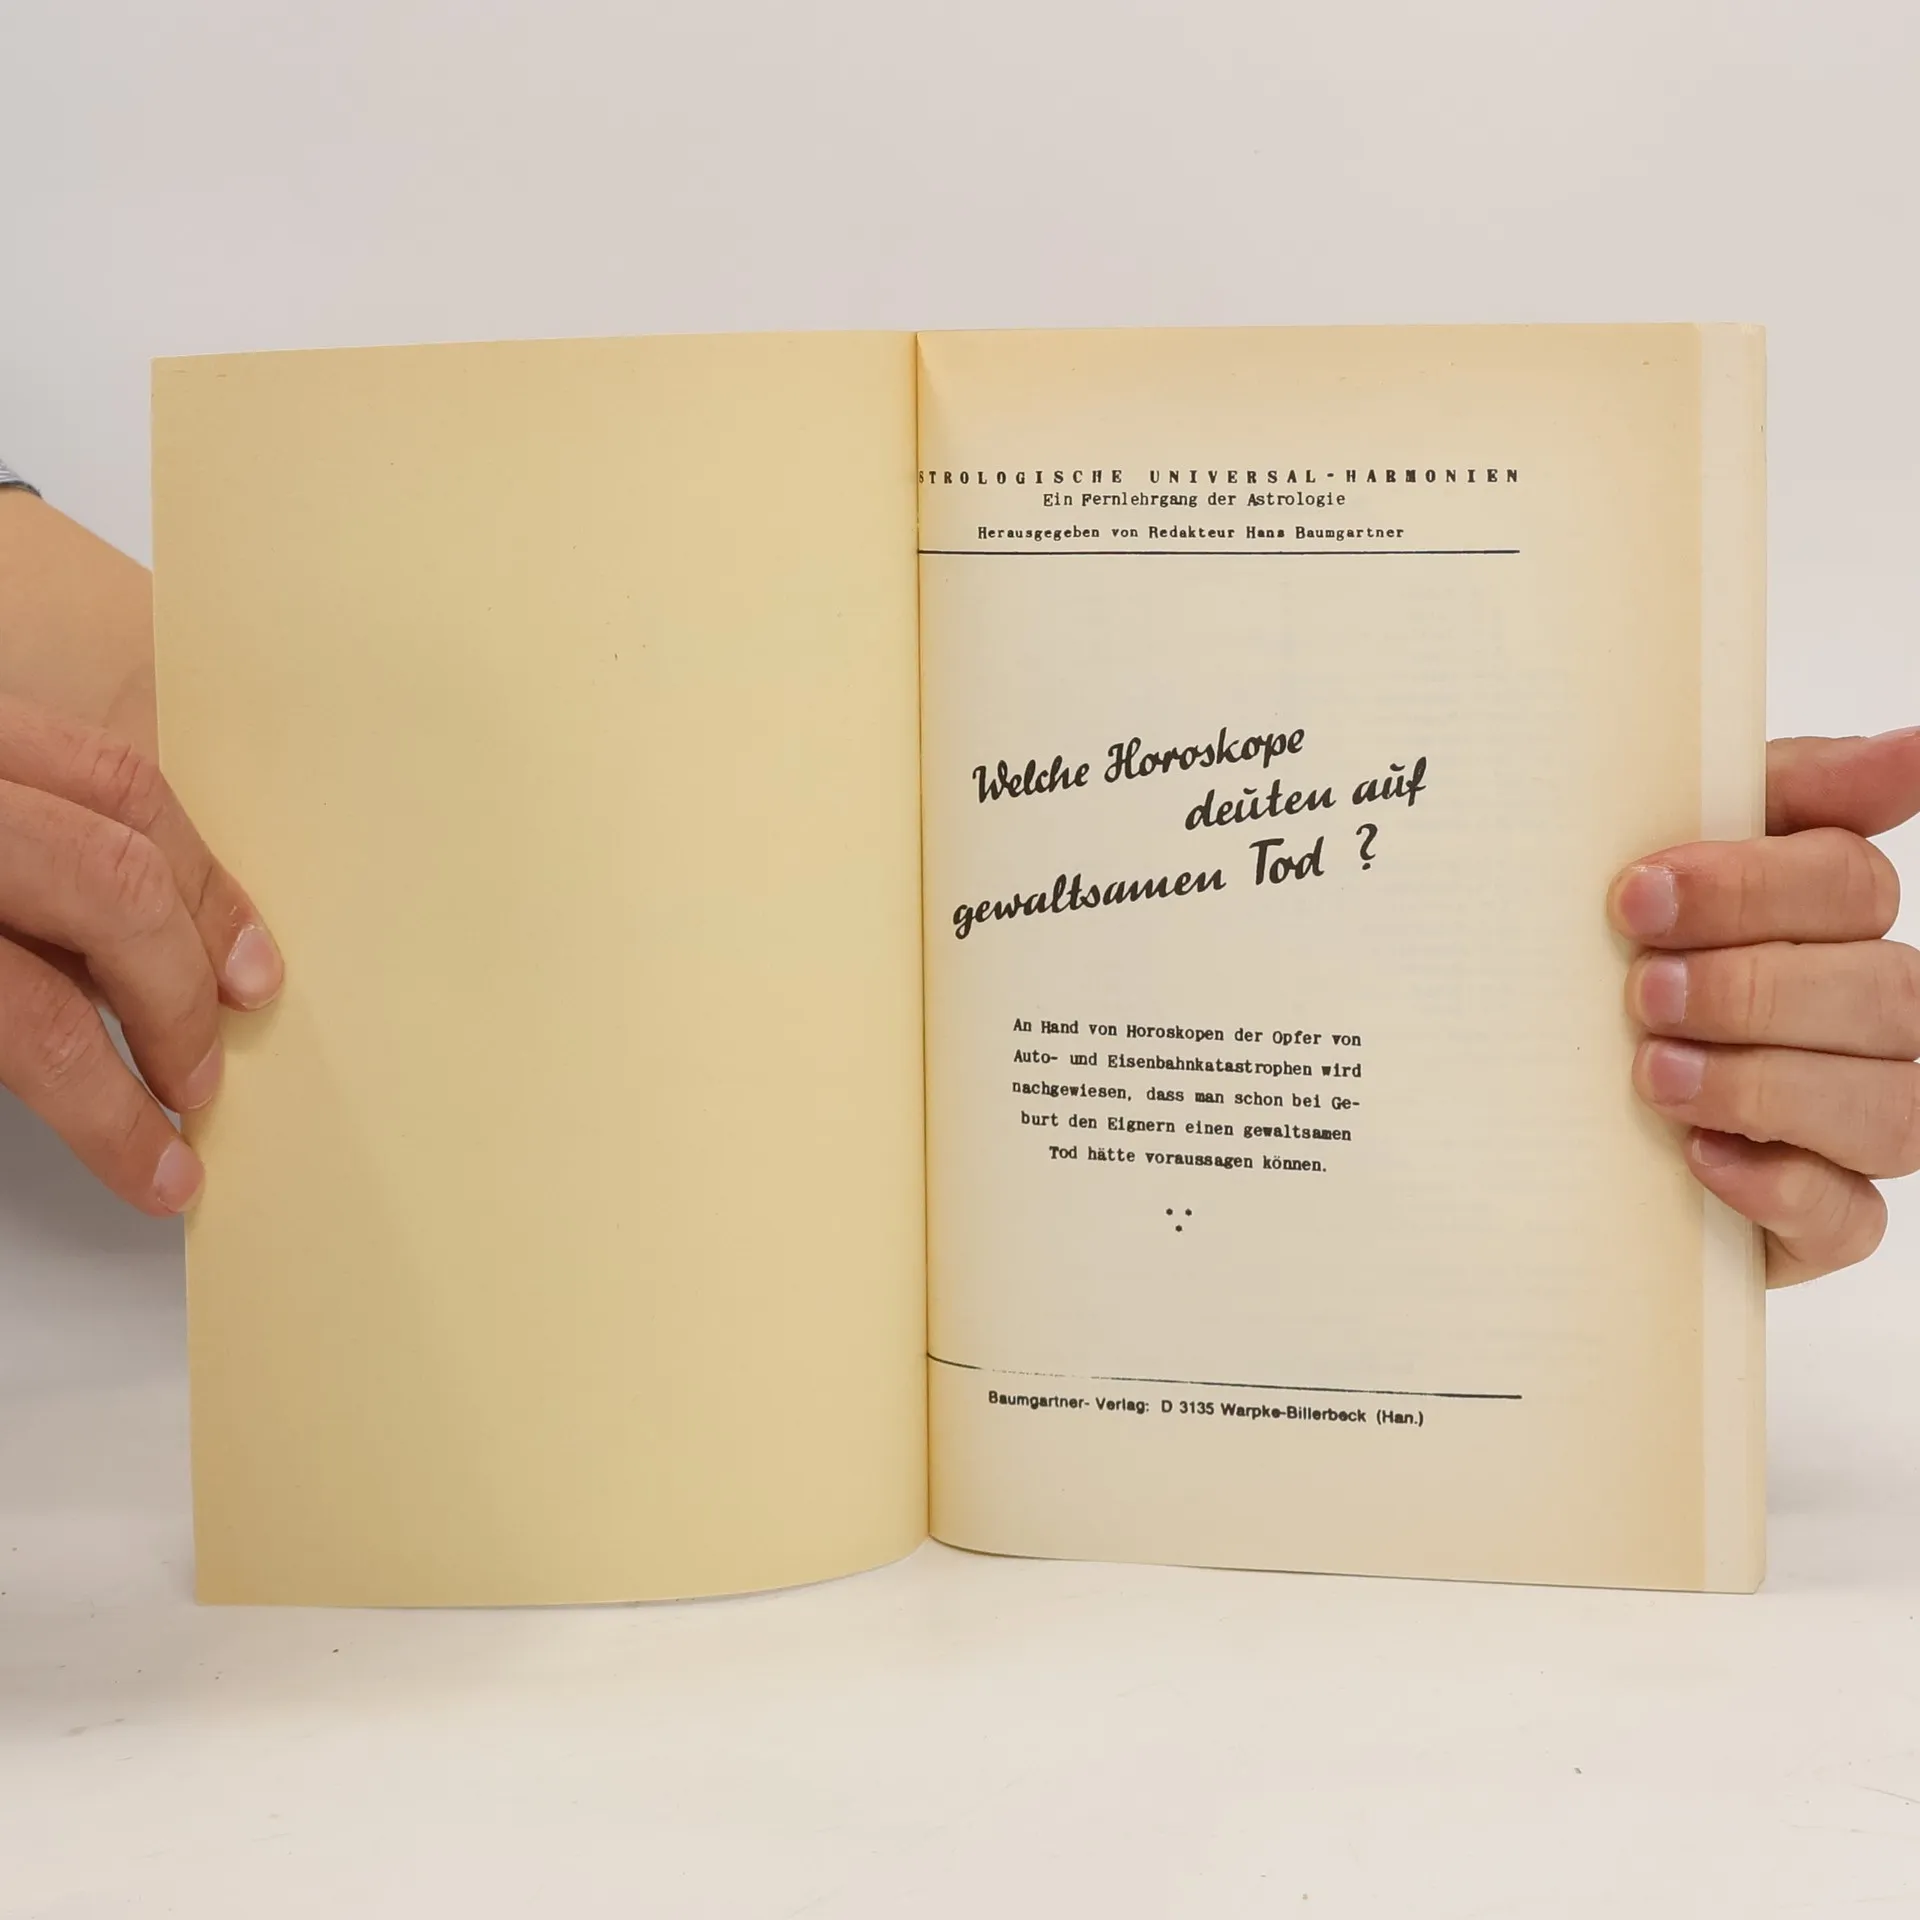 STROLOGISCHE UNIVERSAL-HARMONIEN
Ein Fernlehrgang der Astrologie
Herausgegeben von Redakteur Hans Baumgartner
Welche Horoskope
deuten auf
gewaltsamen Tod ?
An Hand von Horoskopen der Opfer von
Auto- und Eisenbahnkatastrophen wird
nachgewiesen, dass man schon bei Ge-
burt den Eignern einen gewaltsamen
Tod hätte voraussagen können.
Baumgartner- Verlag: D 3135 Warpke-Billerbeck (Han.)